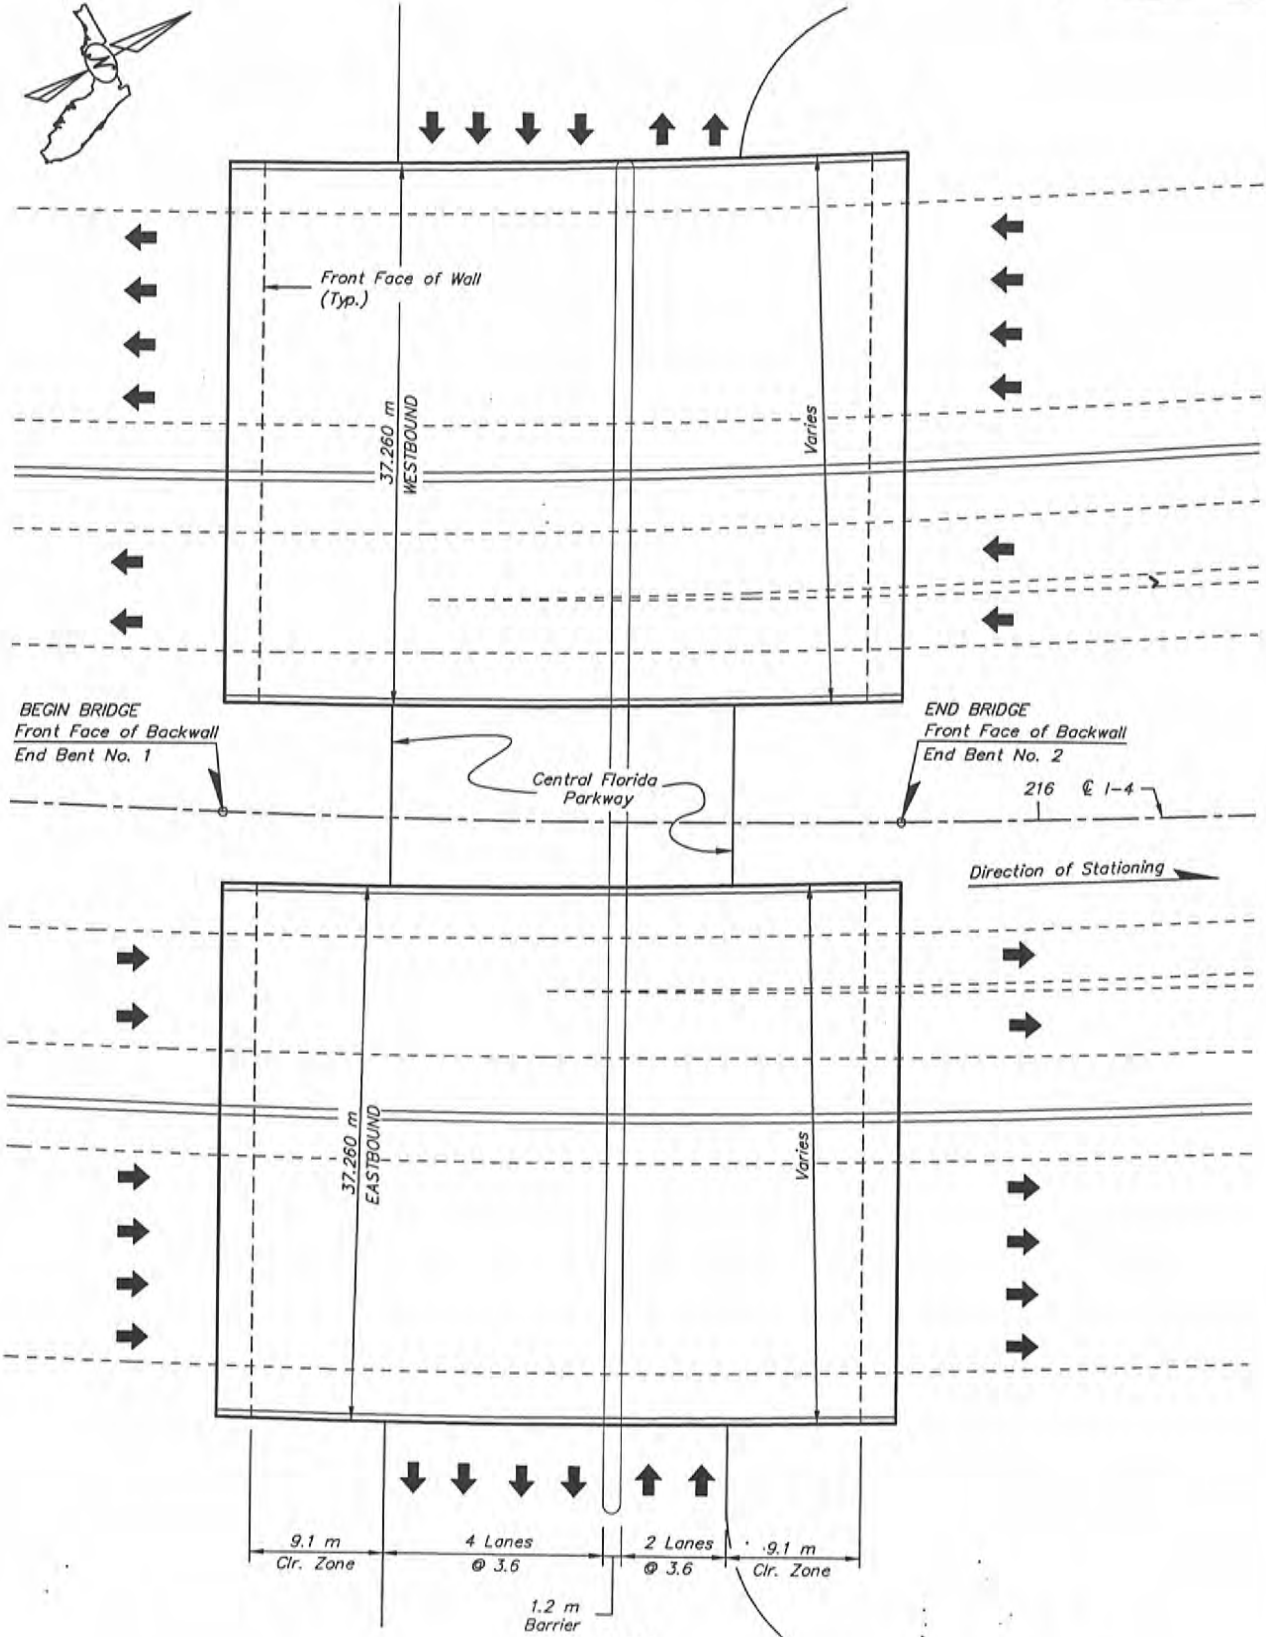 N
Front Face of Wall
(Typ.)
37.260 m
WESTBOUND
Varies
BEGIN BRIDGE
Front Face of Backwall
End Bent No. 1
END BRIDGE
Front Face of Backwall
End Bent No. 2
Central Florida
Parkway
216 ℄ I-4
Direction of Stationing
37.260 m
EASTBOUND
Varies
9.1 m
Clr. Zone
4 Lanes
@ 3.6
2 Lanes
@ 3.6
9.1 m
Clr. Zone
1.2 m
Barrier